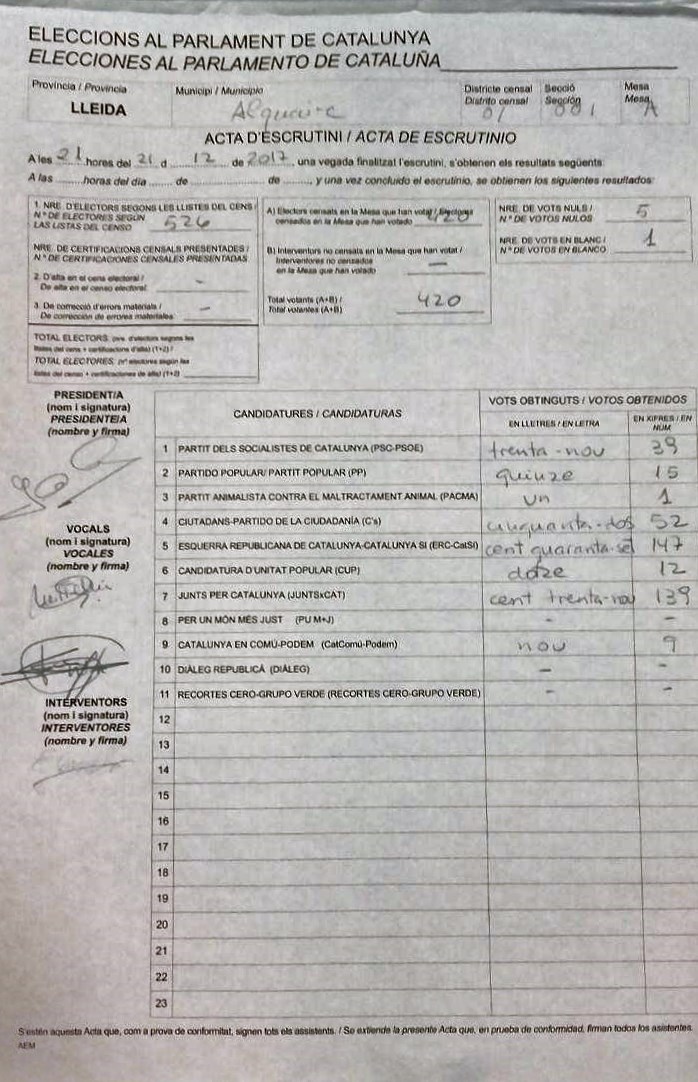 ELECCIONS AL PARLAMENT DE CATALUNYA
ELECCIONES AL PARLAMENTO DE CATALUÑA
Província / Provincia
LLEIDA
Municipi / Municipio
Alguaire
Districte censal
Distrito censal
01
Secció
Sección
001
Mesa
Mesa
A
ACTA D'ESCRUTINI / ACTA DE ESCRUTINIO
A les 21 hores del 21 d 12 de 2017, una vegada finalitzat l'escrutini, s'obtenen els resultats següents:
A las ........horas del día ...... de .................... de ........, y una vez concluido el escrutinio, se obtienen los siguientes resultados:
1. NRE. D'ELECTORS SEGONS LES LLISTES DEL CENS /
N.º DE ELECTORES SEGÚN
LAS LISTAS DEL CENSO
526
NRE. DE CERTIFICACIONS CENSALS PRESENTADES /
N.º DE CERTIFICACIONES CENSALES PRESENTADAS
2. D'alta en el cens electoral /
De alta en el censo electoral: -
3. De correcció d'errors materials /
De corrección de errores materiales: -
TOTAL ELECTORS: (nre. d'electors segons les
llistes del cens + certificacions d'alta) (1+2) /
TOTAL ELECTORES: (nº electores según las
listas del censo + certificaciones de alta) (1+2)
A) Electors censats en la Mesa que han votat / Electores
censados en la Mesa que han votado 420
B) Interventors no censats en la Mesa que han votat /
Interventores no censados
en la Mesa que han votado -
Total votants (A+B) /
Total votantes (A+B)
420
NRE. DE VOTS NULS /
N.º DE VOTOS NULOS
5
NRE. DE VOTS EN BLANC /
N.º DE VOTOS EN BLANCO
1
PRESIDENT/A
(nom i signatura)
PRESIDENTE/A
(nombre y firma)
VOCALS
(nom i signatura)
VOCALES
(nombre y firma)
INTERVENTORS
(nom i signatura)
INTERVENTORES
(nombre y firma)
CANDIDATURES / CANDIDATURAS
VOTS OBTINGUTS / VOTOS OBTENIDOS
EN LLETRES / EN LETRA
EN XIFRES / EN NÚM
1 PARTIT DELS SOCIALISTES DE CATALUNYA (PSC-PSOE) trenta-nou 39
2 PARTIDO POPULAR/ PARTIT POPULAR (PP) quinze 15
3 PARTIT ANIMALISTA CONTRA EL MALTRACTAMENT ANIMAL (PACMA) un 1
4 CIUTADANS-PARTIDO DE LA CIUDADANÍA (C's) cinquanta-dos 52
5 ESQUERRA REPUBLICANA DE CATALUNYA-CATALUNYA SÍ (ERC-CatSí) cent quaranta-set 147
6 CANDIDATURA D'UNITAT POPULAR (CUP) dotze 12
7 JUNTS PER CATALUNYA (JUNTSxCAT) cent trenta-nou 139
8 PER UN MÓN MÉS JUST (PU M+J) - -
9 CATALUNYA EN COMÚ-PODEM (CatComú-Podem) nou 9
10 DIÀLEG REPUBLICÀ (DIÀLEG) - -
11 RECORTES CERO-GRUPO VERDE (RECORTES CERO-GRUPO VERDE) - -
12
13
14
15
16
17
18
19
20
21
22
23
S'estén aquesta Acta que, com a prova de conformitat, signen tots els assistents. / Se extiende la presente Acta que, en prueba de conformidad, firman todos los asistentes.
AEM